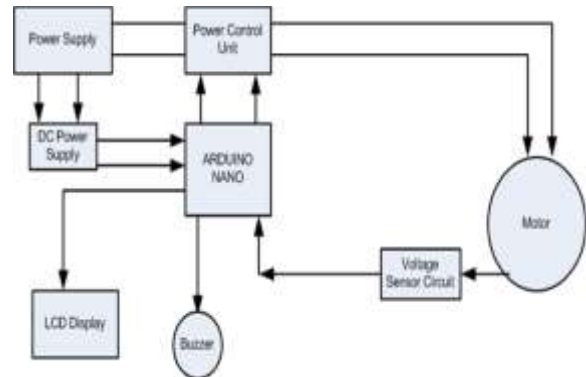 Power Supply
Power Control
Unit
DC Power
Supply
ARDUINO
NANO
Motor
Voltage
Sensor Circuit
LCD Display
Buzzer